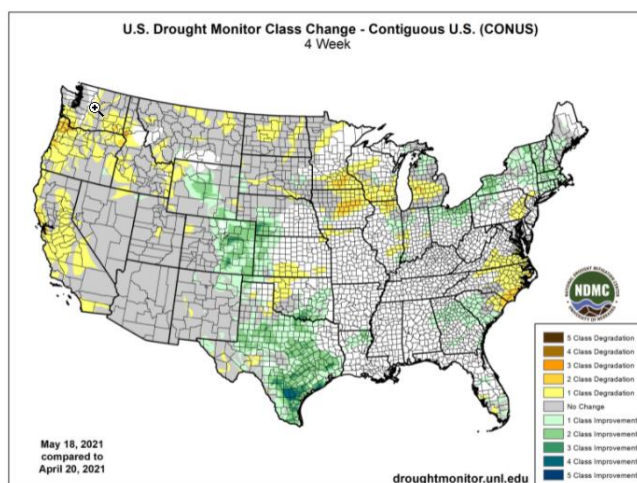 U.S. Drought Monitor Class Change - Contiguous U.S. (CONUS)
4 Week
NDMC
5 Class Degradation
4 Class Degradation
3 Class Degradation
2 Class Degradation
1 Class Degradation
No Change
1 Class Improvement
2 Class Improvement
3 Class Improvement
4 Class Improvement
5 Class Improvement
May 18, 2021
compared to
April 20, 2021
droughtmonitor.unl.edu